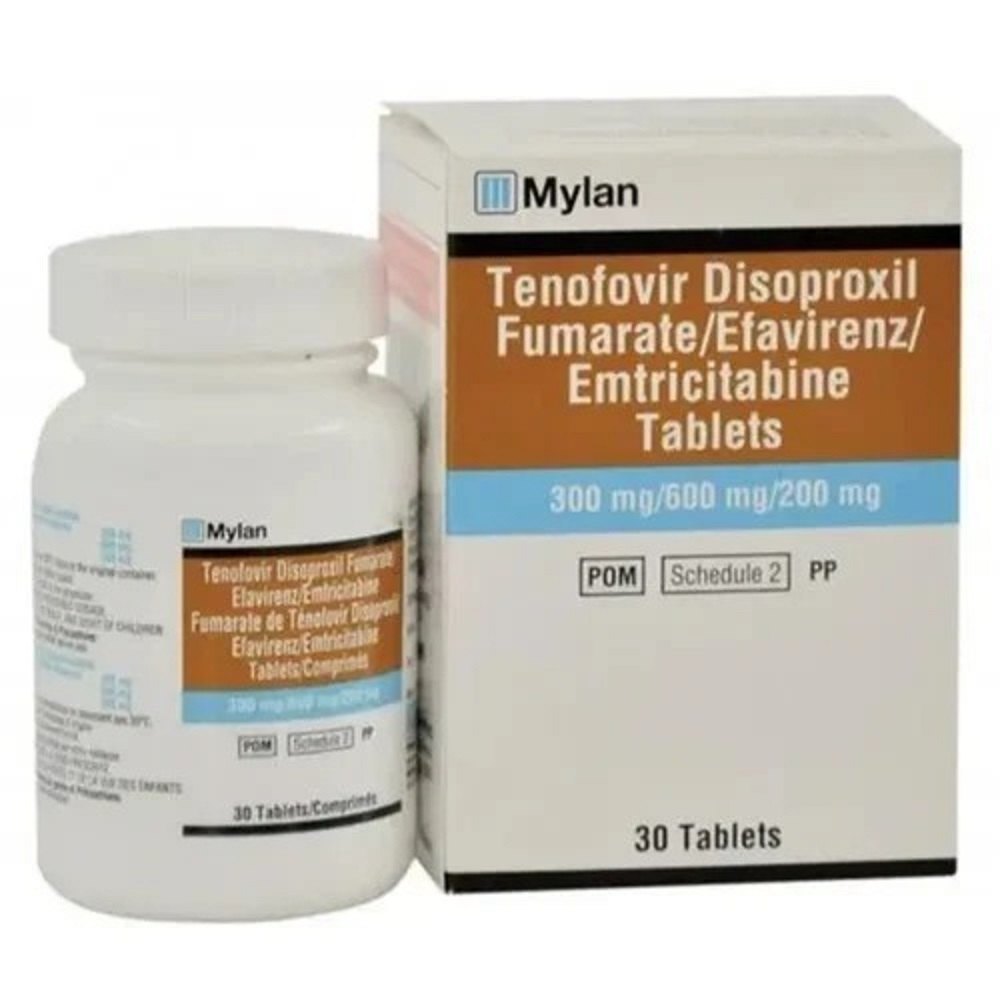 Mylan
Tenofovir Disoproxil
Fumarate/Efavirenz/
Emtricitabine
Tablets
300 mg/600 mg/200 mg
POM Schedule 2 PP
30 Tablets
Mylan
Tenofovir Disoproxil Fumarate
Efavirenz/Emtricitabine
Fumarate de Ténofovir Disoproxil
Efavirenz/Emtricitabine
Tablets/Comprimés
300 mg/600 mg/200 mg
POM Schedule 2 PP
30 Tablets/Comprimés